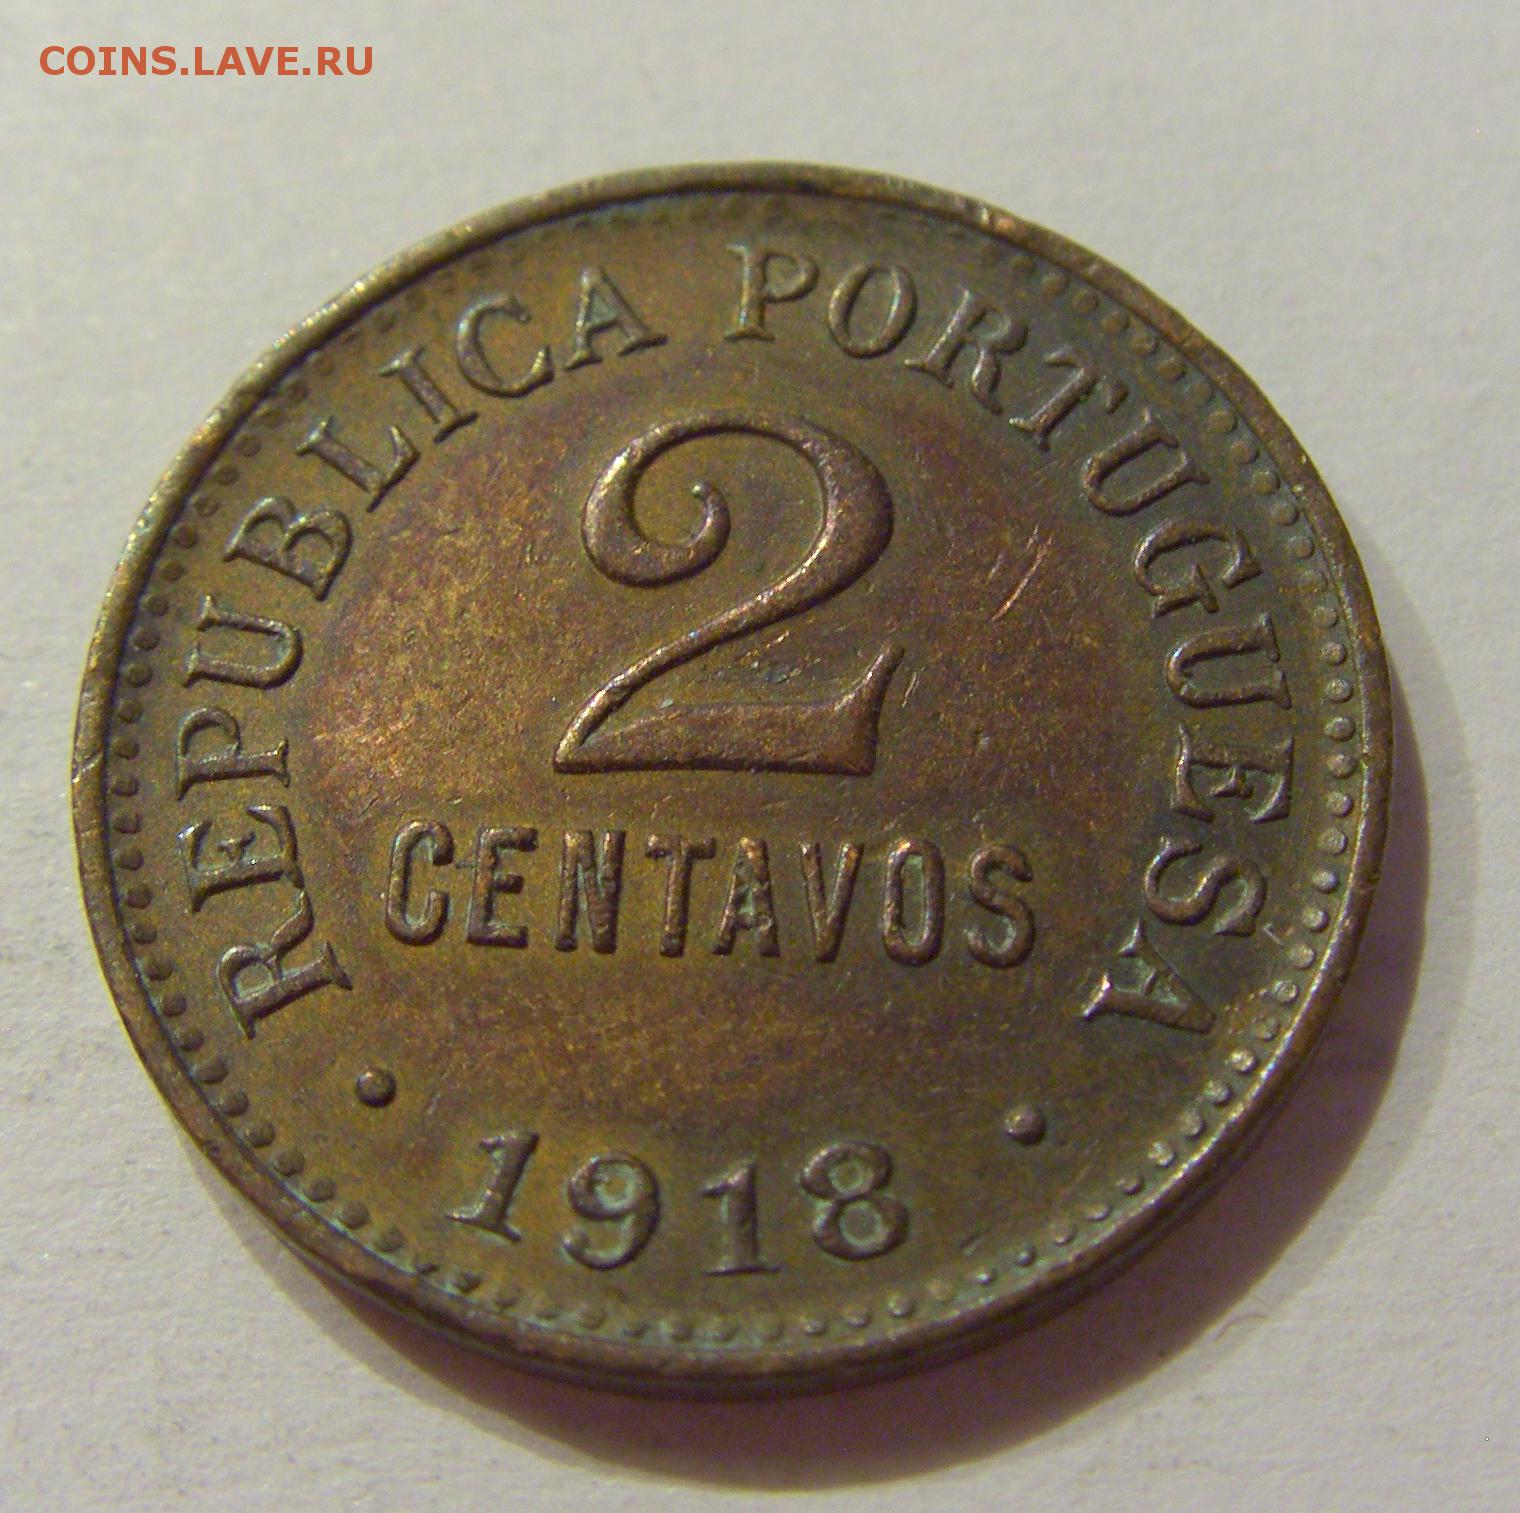 COINS.LAVE.RU
REPUBLICA PORTUGUESA
2
CENTAVOS
· 1918 ·